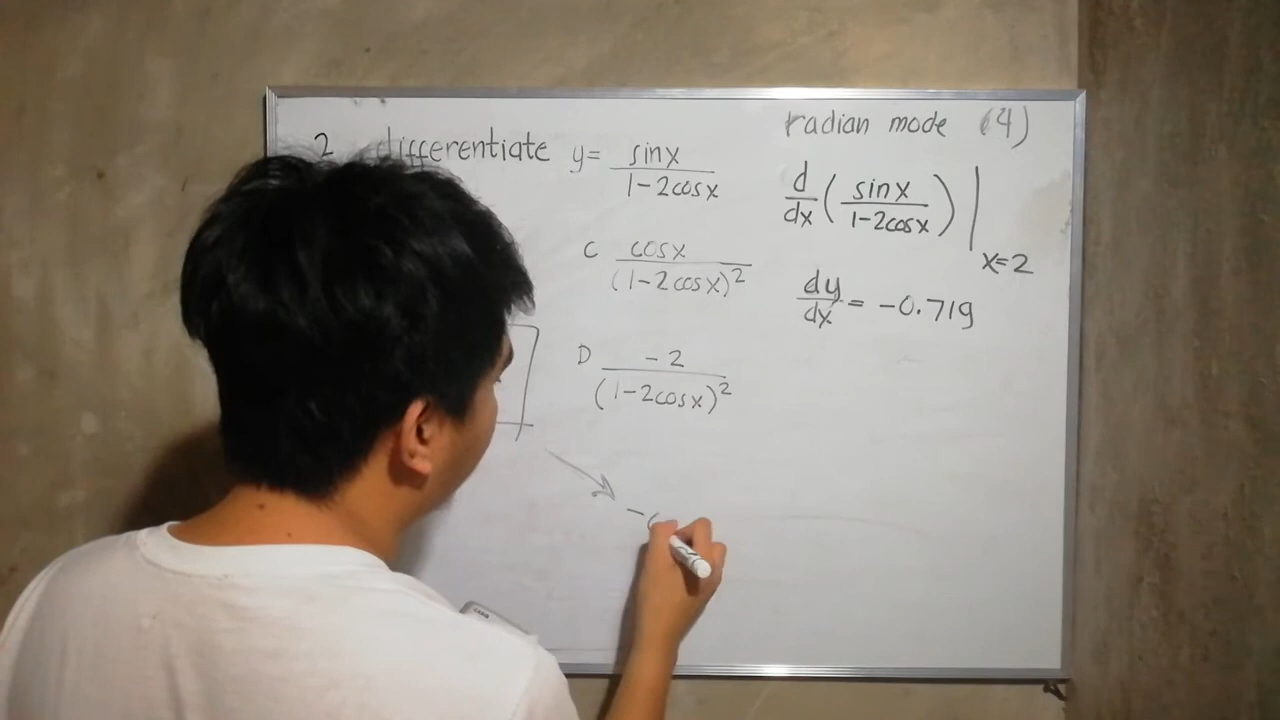 2 differentiate y= sinx / 1-2cosx
C cosx / (1-2cosx)²
D -2 / (1-2cosx)²
radian mode (4)
d/dx ( sinx / 1-2cosx ) | x=2
dy/dx = -0.719